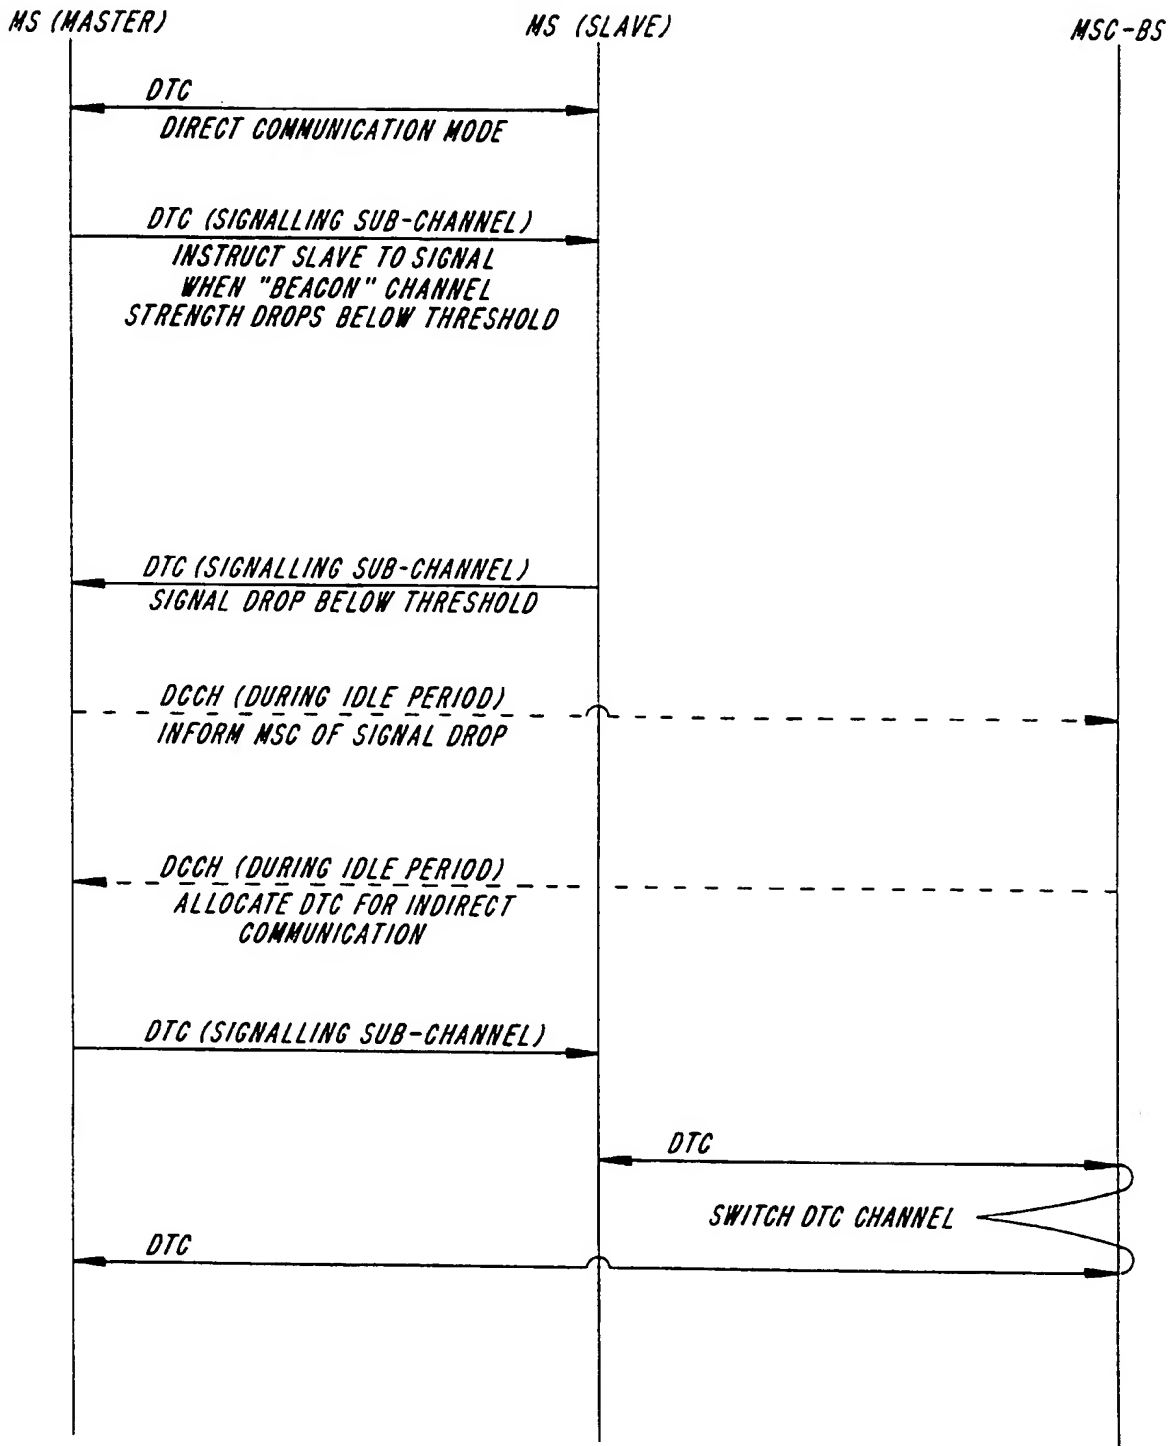 MS (MASTER)
MS (SLAVE)
MSC-BS
DTC
DIRECT COMMUNICATION MODE
DTC (SIGNALLING SUB-CHANNEL)
INSTRUCT SLAVE TO SIGNAL
WHEN "BEACON" CHANNEL
STRENGTH DROPS BELOW THRESHOLD
DTC (SIGNALLING SUB-CHANNEL)
SIGNAL DROP BELOW THRESHOLD
DCCH (DURING IDLE PERIOD)
INFORM MSC OF SIGNAL DROP
DCCH (DURING IDLE PERIOD)
ALLOCATE DTC FOR INDIRECT
COMMUNICATION
DTC (SIGNALLING SUB-CHANNEL)
DTC
SWITCH DTC CHANNEL
DTC